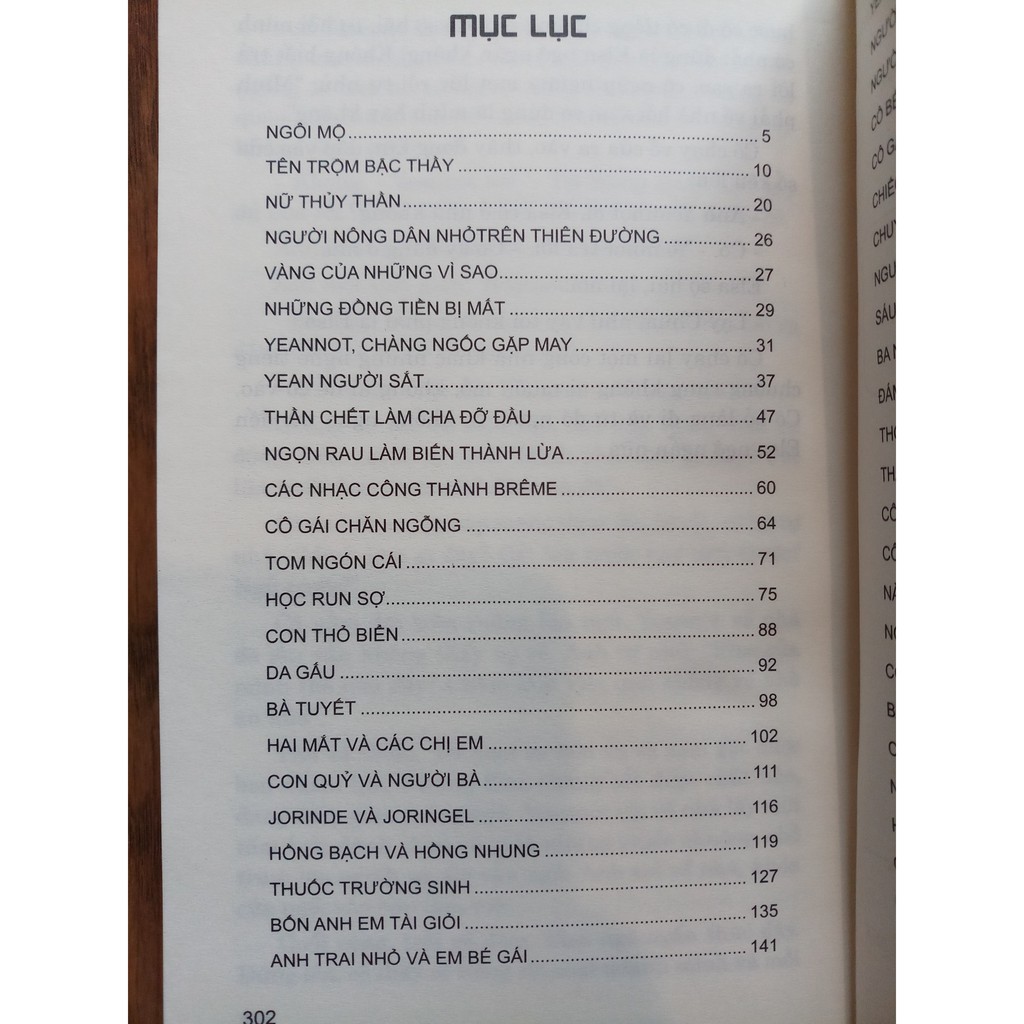 MỤC LỤC
NGÔI MỘ 5
TÊN TRỘM BẬC THẦY 10
NỮ THỦY THẦN 20
NGƯỜI NÔNG DÂN NHỎTRÊN THIÊN ĐƯỜNG 26
VÀNG CỦA NHỮNG VÌ SAO 27
NHỮNG ĐỒNG TIỀN BỊ MẤT 29
YEANNOT, CHÀNG NGỐC GẶP MAY 31
YEAN NGƯỜI SẮT 37
THẦN CHẾT LÀM CHA ĐỠ ĐẦU 47
NGỌN RAU LÀM BIẾN THÀNH LỪA 52
CÁC NHẠC CÔNG THÀNH BRÊME 60
CÔ GÁI CHĂN NGỖNG 64
TOM NGÓN CÁI 71
HỌC RUN SỢ 75
CON THỎ BIỂN 88
DA GẤU 92
BÀ TUYẾT 98
HAI MẮT VÀ CÁC CHỊ EM 102
CON QUỶ VÀ NGƯỜI BÀ 111
JORINDE VÀ JORINGEL 116
HỒNG BẠCH VÀ HỒNG NHUNG 119
THUỐC TRƯỜNG SINH 127
BỐN ANH EM TÀI GIỎI 135
ANH TRAI NHỎ VÀ EM BÉ GÁI 141
302